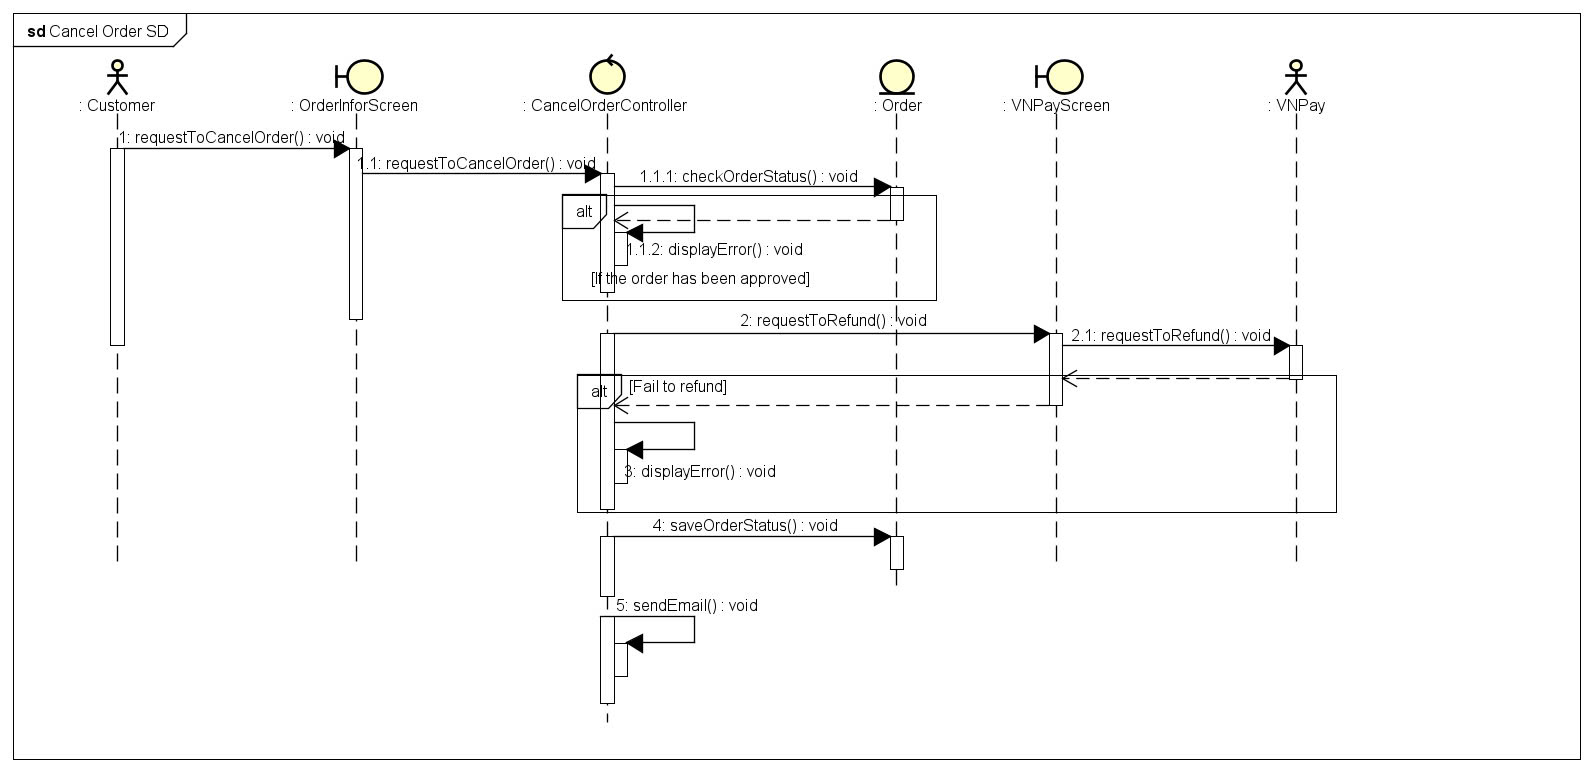 sd Cancel Order SD
: Customer
: OrderInforScreen
: CancelOrderController
: Order
: VNPayScreen
: VNPay
1: requestToCancelOrder() : void
1.1: requestToCancelOrder() : void
1.1.1: checkOrderStatus() : void
alt
1.1.2: displayError() : void
[If the order has been approved]
2: requestToRefund() : void
2.1: requestToRefund() : void
alt
[Fail to refund]
3: displayError() : void
4: saveOrderStatus() : void
5: sendEmail() : void